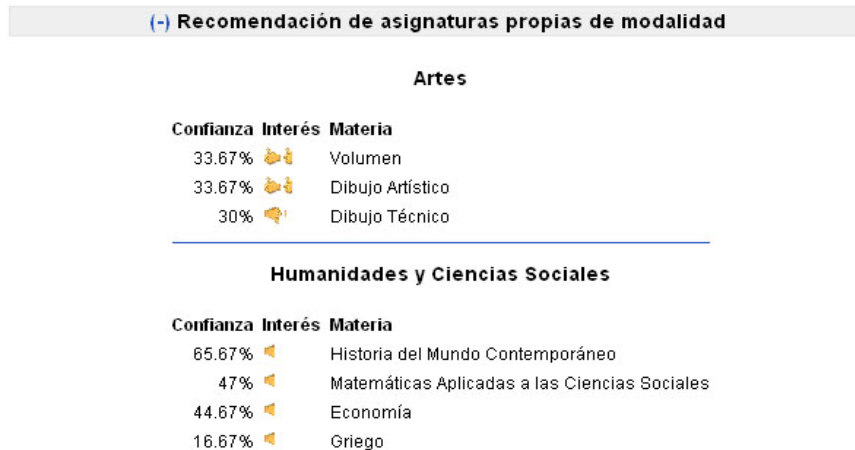 (-) Recomendación de asignaturas propias de modalidad
Artes
Confianza Interés Materia
33.67% Volumen
33.67% Dibujo Artístico
30% Dibujo Técnico
Humanidades y Ciencias Sociales
Confianza Interés Materia
65.67% Historia del Mundo Contemporáneo
47% Matemáticas Aplicadas a las Ciencias Sociales
44.67% Economía
16.67% Griego